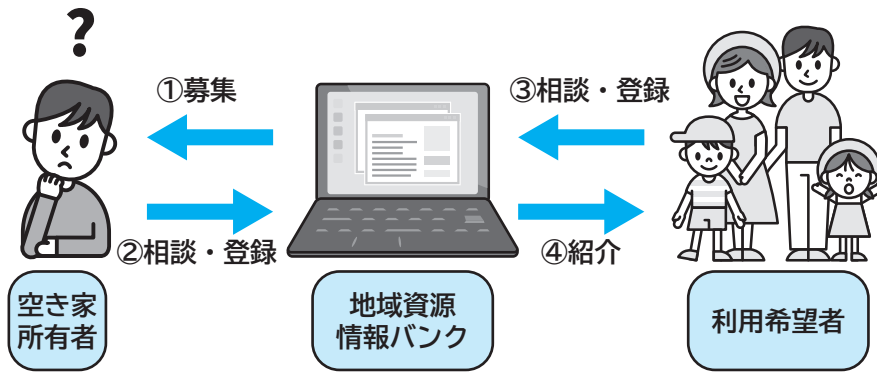 ?
①募集
③相談・登録
②相談・登録
④紹介
空き家
所有者
地域資源
情報バンク
利用希望者